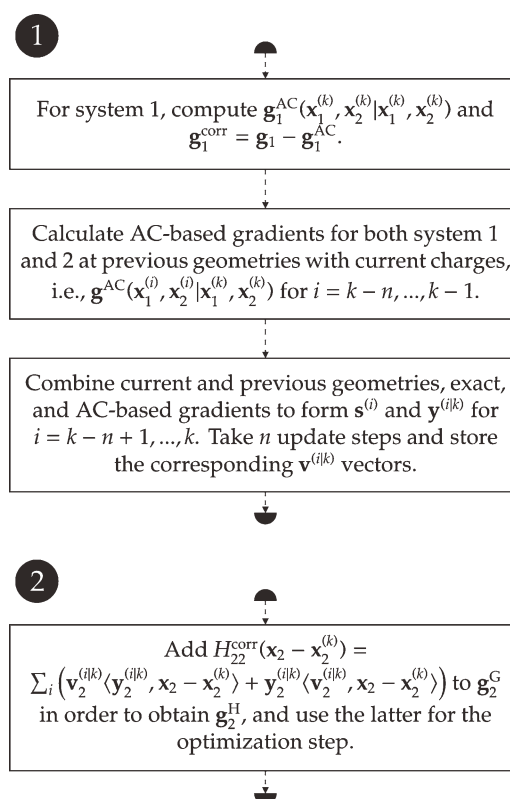 1
For system 1, compute g₁^AC(x₁^(k), x₂^(k)|x₁^(k), x₂^(k)) and
g₁^corr = g₁ − g₁^AC.
Calculate AC-based gradients for both system 1
and 2 at previous geometries with current charges,
i.e., g^AC(x₁^(i), x₂^(i)|x₁^(k), x₂^(k)) for i = k − n, ..., k − 1.
Combine current and previous geometries, exact,
and AC-based gradients to form s^(i) and y^(i|k) for
i = k − n + 1, ..., k. Take n update steps and store
the corresponding v^(i|k) vectors.
2
Add H₂₂^corr(x₂ − x₂^(k)) =
∑ᵢ (v₂^(i|k)⟨y₂^(i|k), x₂ − x₂^(k)⟩ + y₂^(i|k)⟨v₂^(i|k), x₂ − x₂^(k)⟩) to g₂^G
in order to obtain g₂^H, and use the latter for the
optimization step.